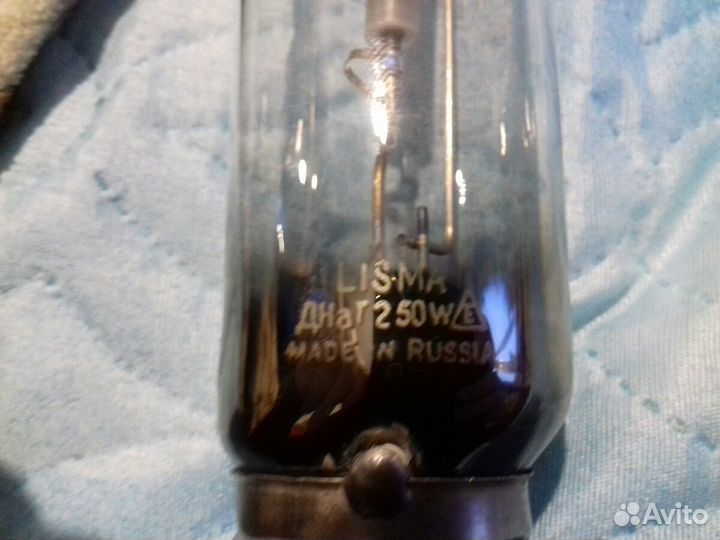 LISMA
ДНаТ 250W E
MADE IN RUSSIA
Avito